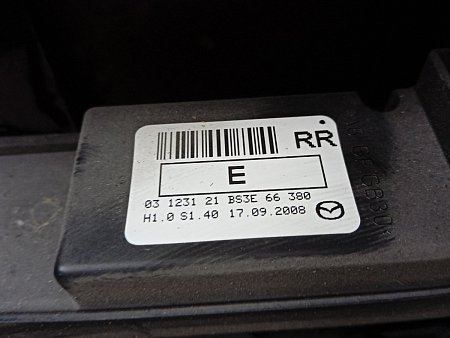 RR
E
03 1231 21 BS3E 66 380
H1.0 S1.40 17.09.2008